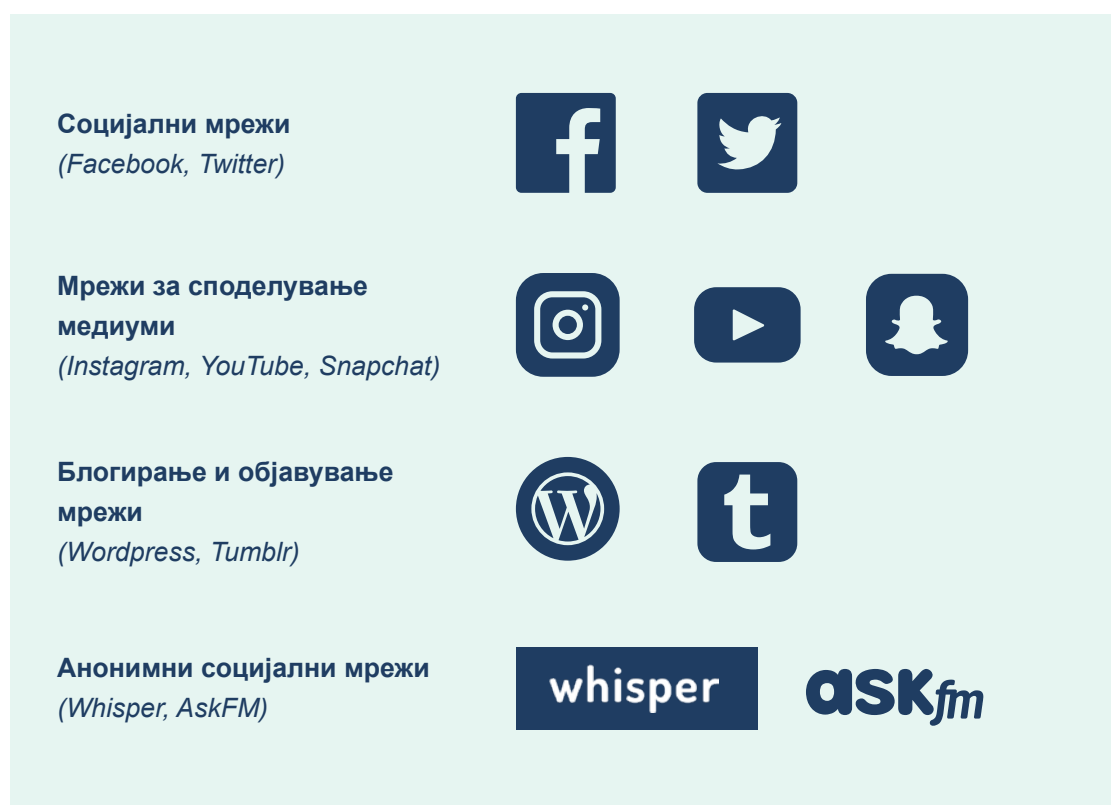 Социјални мрежи
(Facebook, Twitter)
Мрежи за споделување
медиуми
(Instagram, YouTube, Snapchat)
Блогирање и објавување
мрежи
(Wordpress, Tumblr)
Анонимни социјални мрежи
(Whisper, AskFM)
whisper
askfm